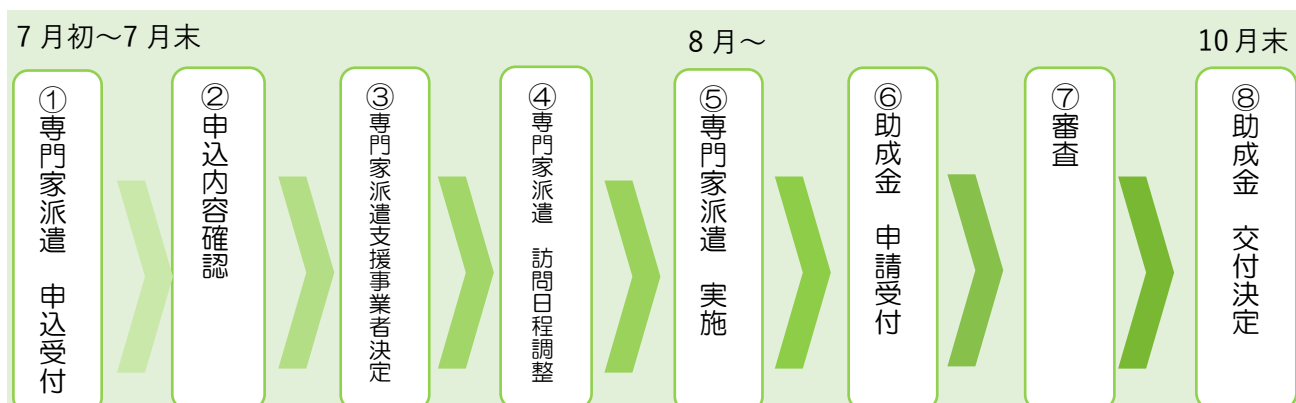 7月初～7月末
8月～
10月末
①専門家派遣　申込受付
②申込内容確認
③専門家派遣支援事業者決定
④専門家派遣　訪問日程調整
⑤専門家派遣　実施
⑥助成金　申請受付
⑦審査
⑧助成金　交付決定